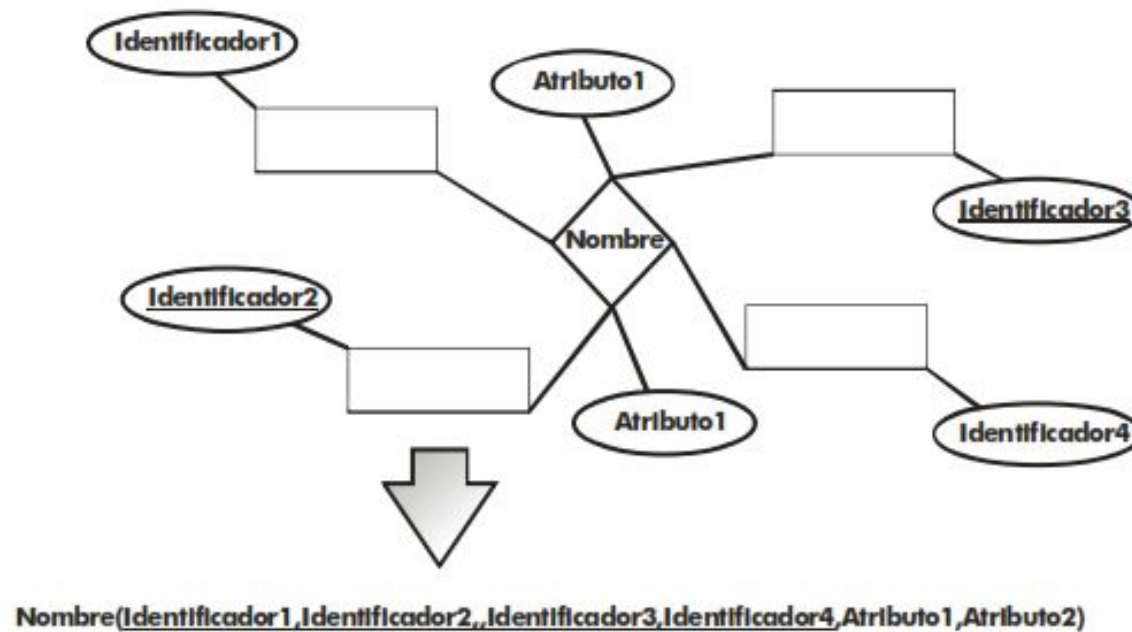 Identificador1
Atributo1
Identificador3
Nombre
Identificador2
Atributo1
Identificador4
Nombre(Identificador1,Identificador2,,Identificador3,Identificador4,Atributo1,Atributo2)